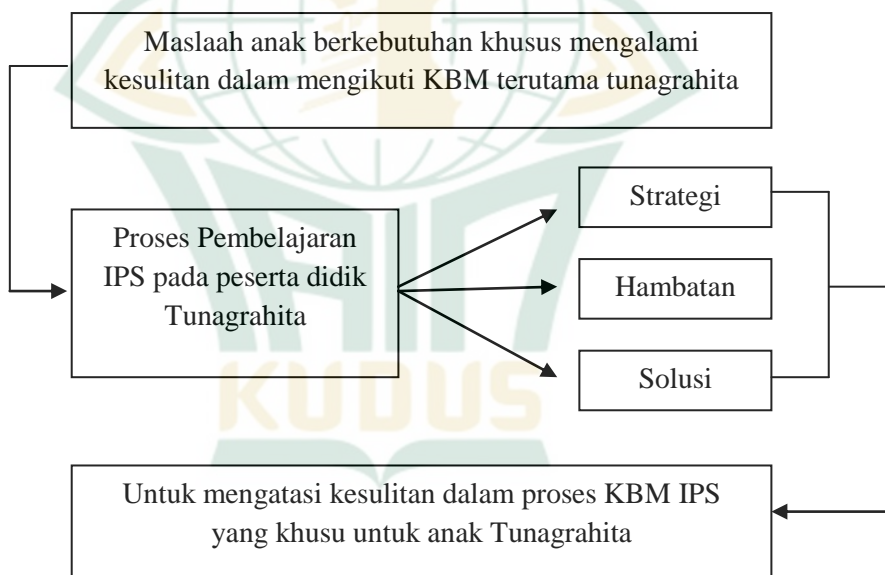 Maslaah anak berkebutuhan khusus mengalami
kesulitan dalam mengikuti KBM terutama tunagrahita
Proses Pembelajaran
IPS pada peserta didik
Tunagrahita
Strategi
Hambatan
Solusi
KUDUS
Untuk mengatasi kesulitan dalam proses KBM IPS
yang khusu untuk anak Tunagrahita